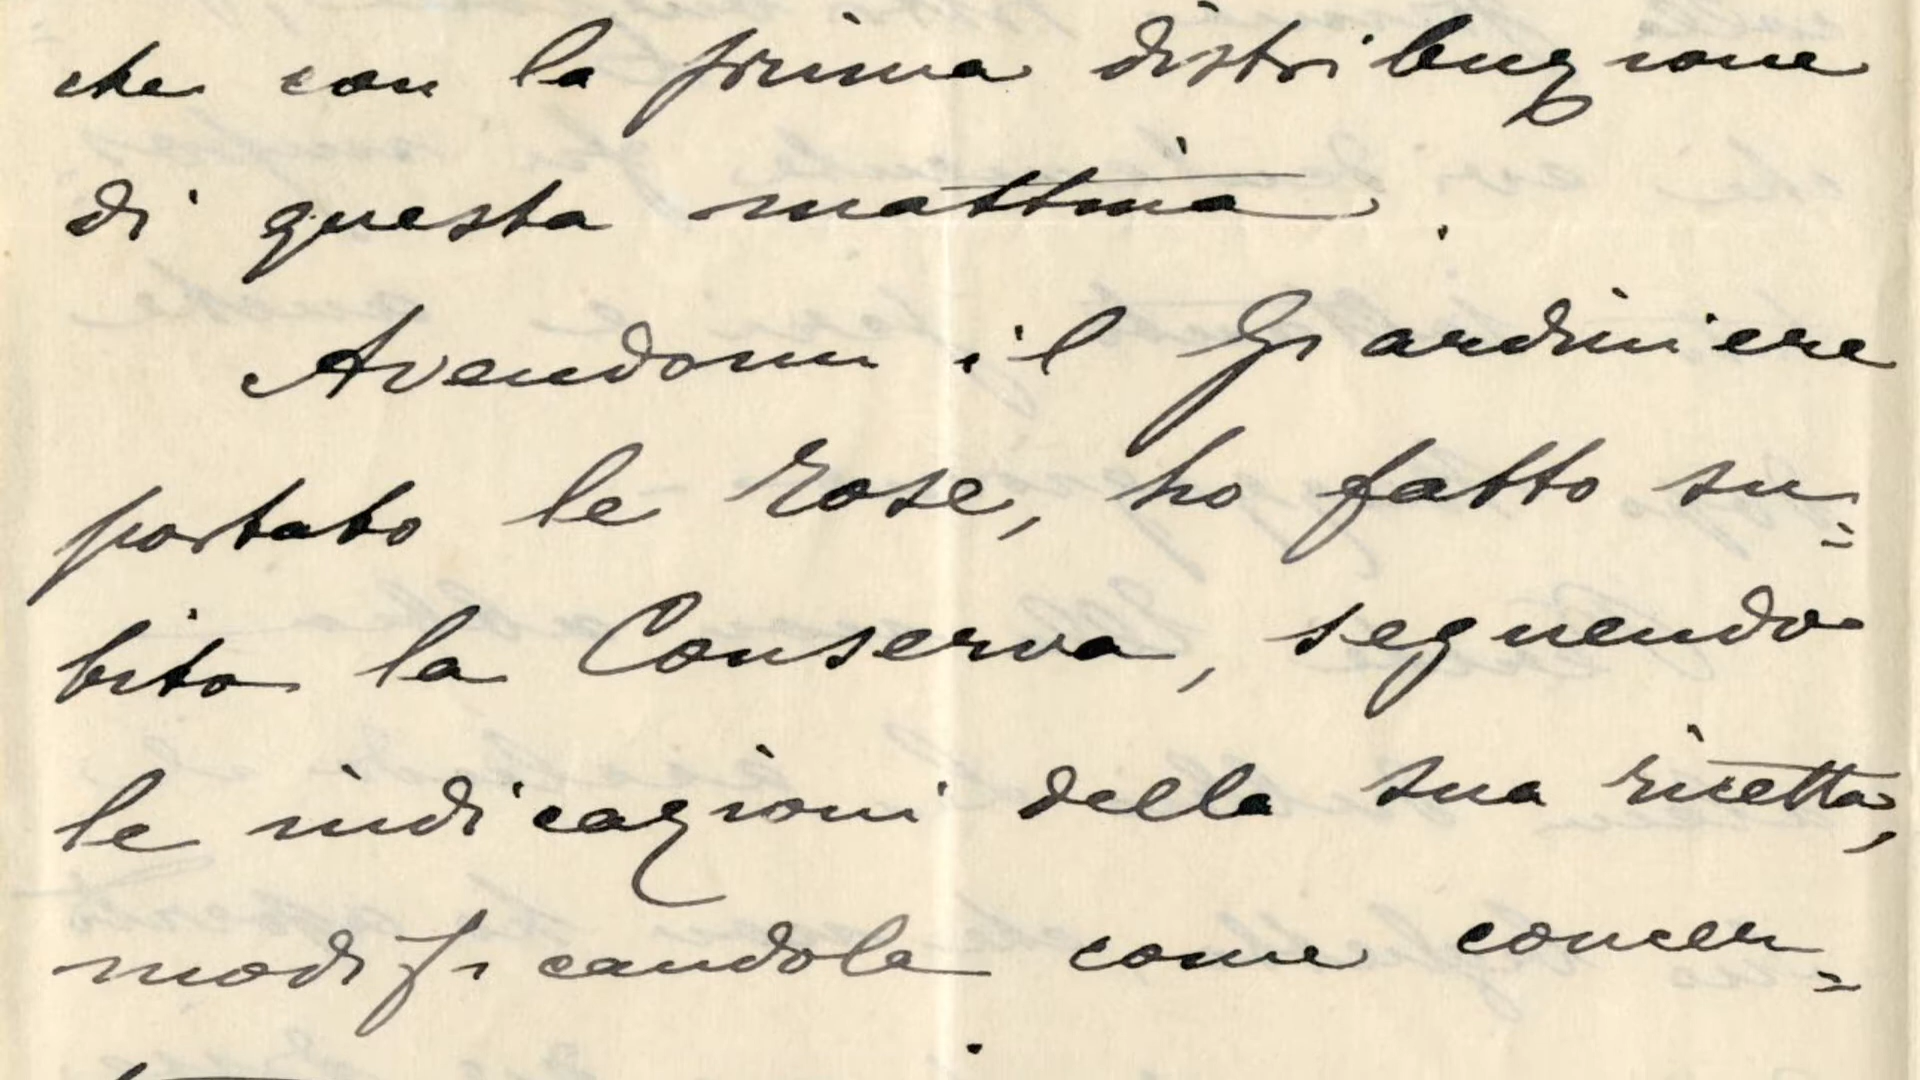 che con la prima distribuzione
di questa mattina.
Avendomi il Giardiniere
portato le rose, ho fatto su=
bito la Conserva, seguendo
le indicazioni della sua ricetta,
modificandola come concer=